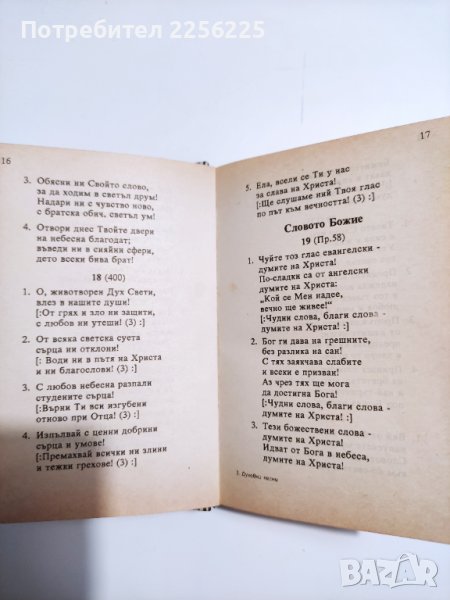 Потребител 2256225
16
3. Обясни ни Свойто слово,
за да ходим в светъл друм!
Надари ни с чувство ново,
с братска обич, светъл ум!
4. Отвори днес Твойте двери
на небесна благодат;
въведи ни в сияйни сфери,
дето всеки бива брат!
18 (400)
1. О, животворен Дух Свети,
влез в нашите души!
[:От грях и зло ни защити,
с любов ни утеши! (3) :]
2. От всяка светска суета
сърца ни отклони!
[: Води ни в пътя на Христа
и ни благослови! (3) :]
3. С любов небесна разпали
студените сърца!
[:Върни Ти вси изгубени
отново при Отца! (3) :]
4. Изпълвай с ценни добрини
сърца и умове!
[:Премахвай всички ни злини
и тежки грехове! (3) :]
17
5. Ела, всели се Ти у нас
за слава на Христа!
[:Ще слушаме ний Твоя глас
по път към вечността! (3) :]
Словото Божие
19 (Пр.58)
1. Чуйте тоз глас евангелски -
думите на Христа!
По-сладки са от ангелски
думите на Христа:
„Кой се Мен надее,
вечно ще живее!“
[:Чудни слова, благи слова -
думите на Христа! :]
2. Бог ги дава на грешните,
без разлика на сан!
С тях заякчава слабите
и всеки е призван!
Аз чрез тях ще мога
да достигна Бога!
[:Чудни слова, благи слова -
думите на Христа! :]
3. Тези божествени слова -
думите на Христа!
Идват от Бога в небеса,
думите на Христа!
3. Духовни песни
BAZAR